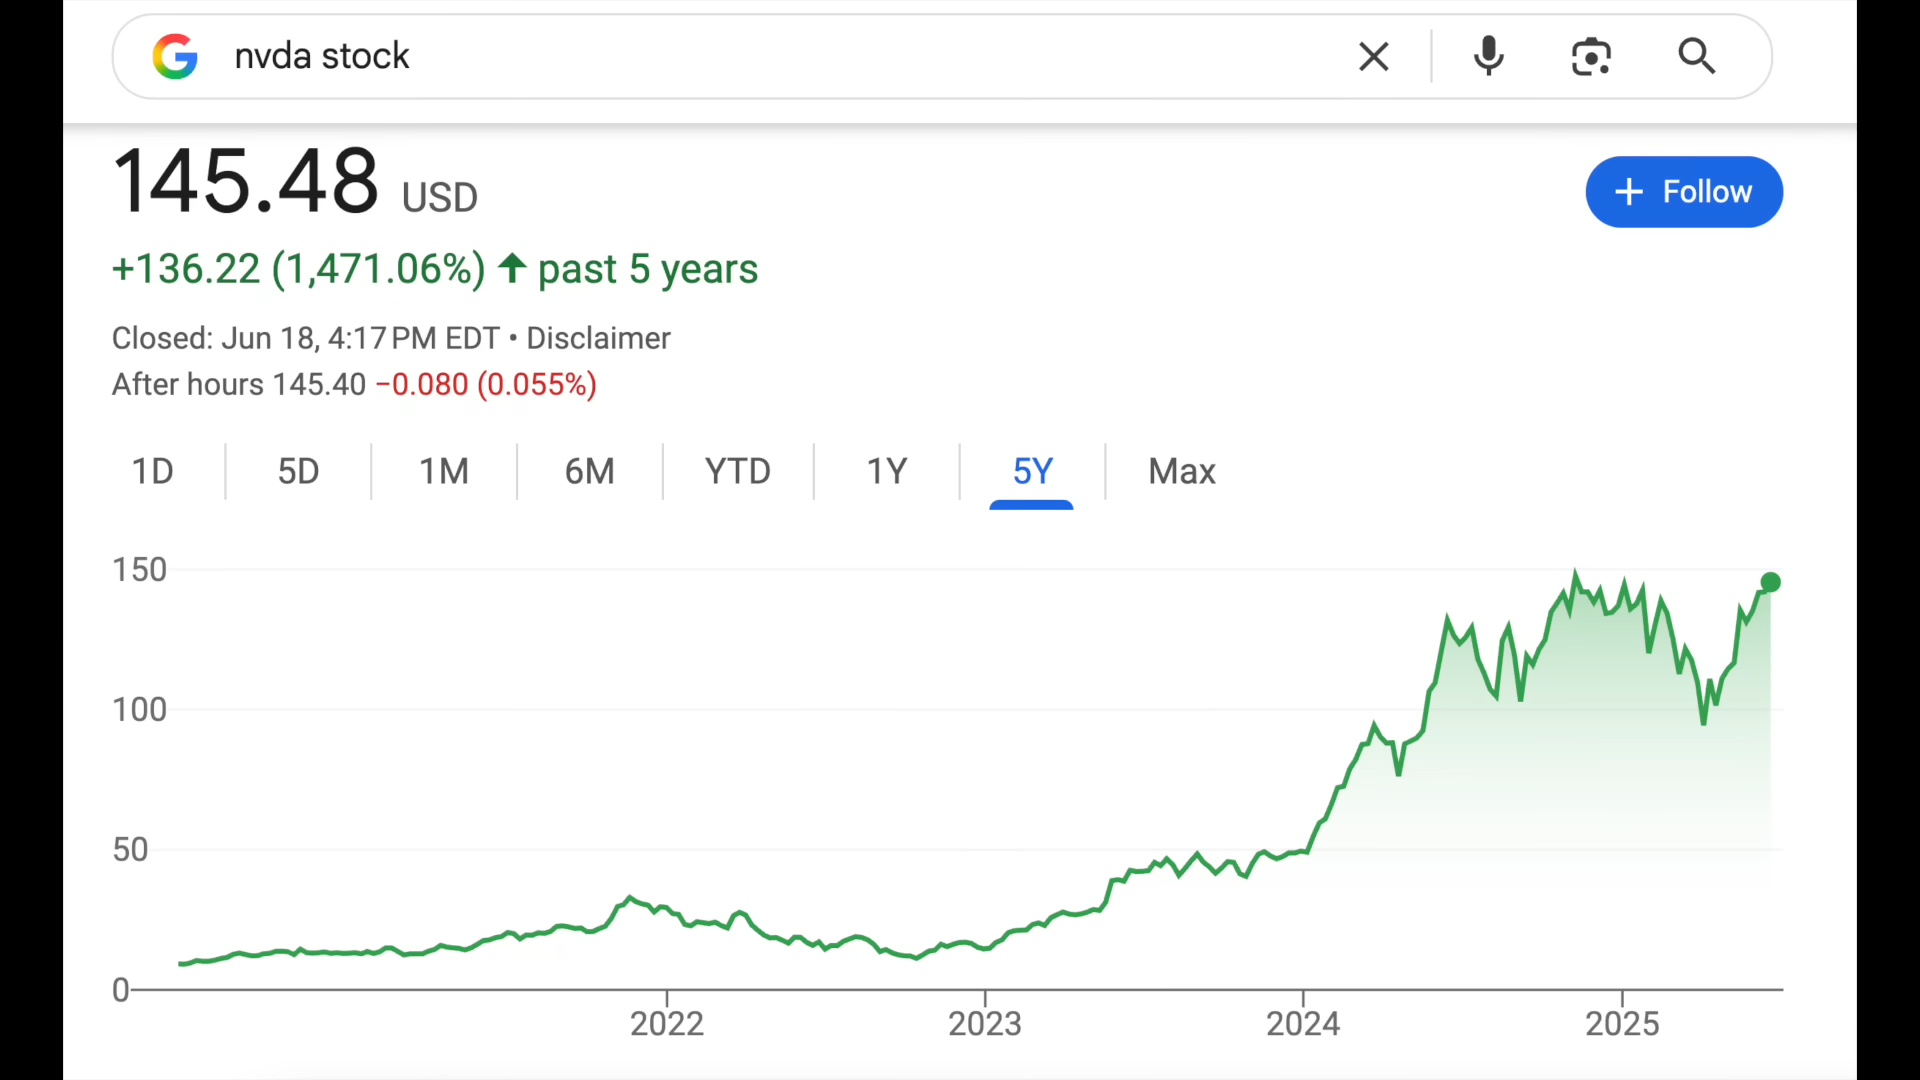 nvda stock
145.48 USD
+ Follow
+136.22 (1,471.06%) ↑ past 5 years
Closed: Jun 18, 4:17 PM EDT • Disclaimer
After hours 145.40 −0.080 (0.055%)
1D 5D 1M 6M YTD 1Y 5Y Max
150
100
50
0
2022 2023 2024 2025